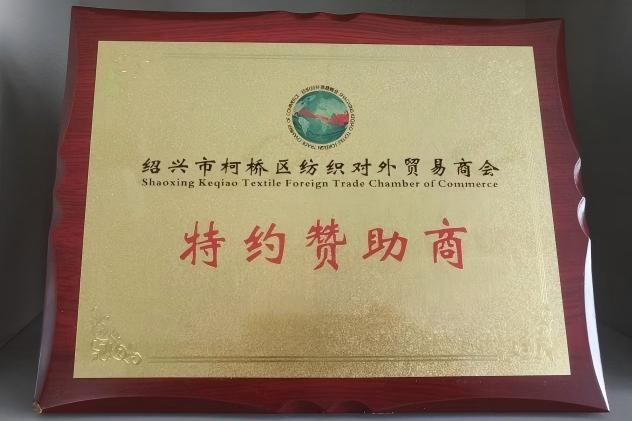 绍兴市柯桥区纺织对外贸易商会
Shaoxing Keqiao Textile Foreign Trade Chamber of Commerce
特约赞助商